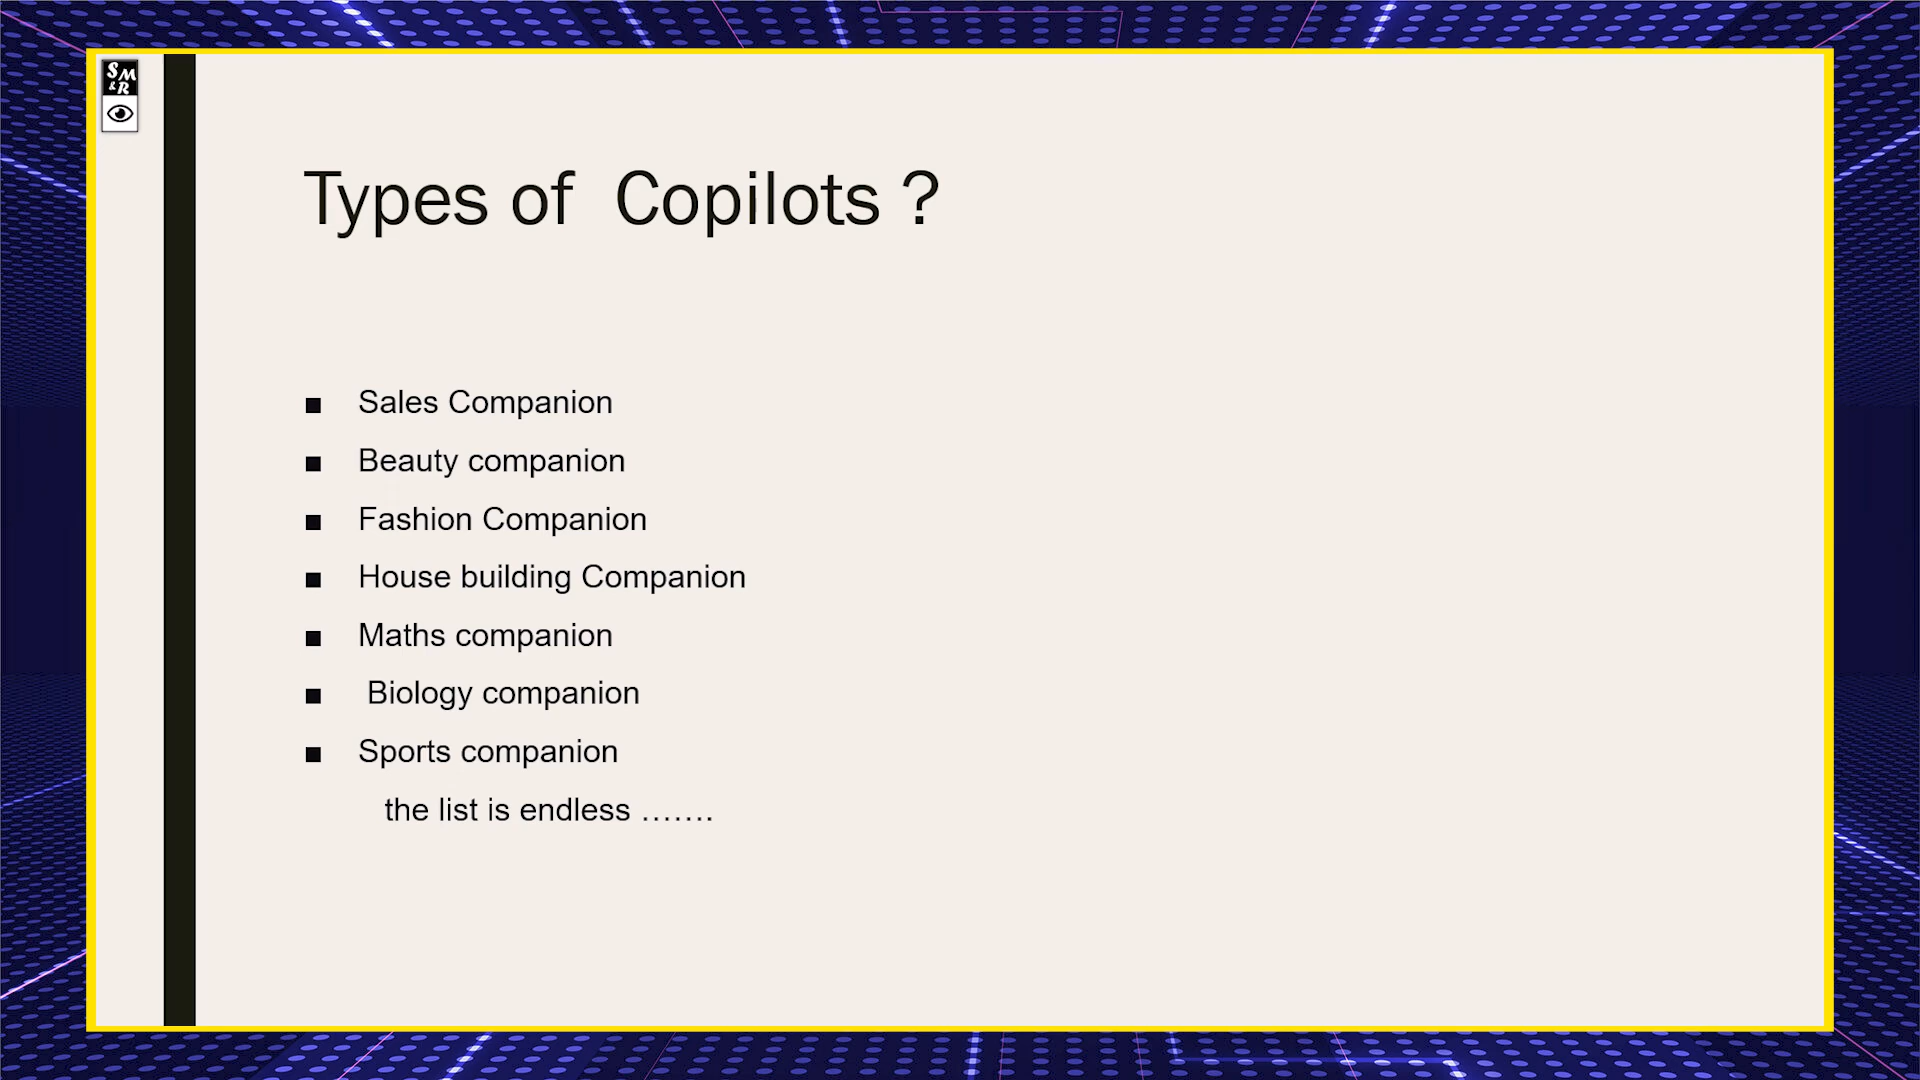 SM
&R
Types of  Copilots ?
■ Sales Companion
■ Beauty companion
■ Fashion Companion
■ House building Companion
■ Maths companion
■ Biology companion
■ Sports companion
the list is endless …….